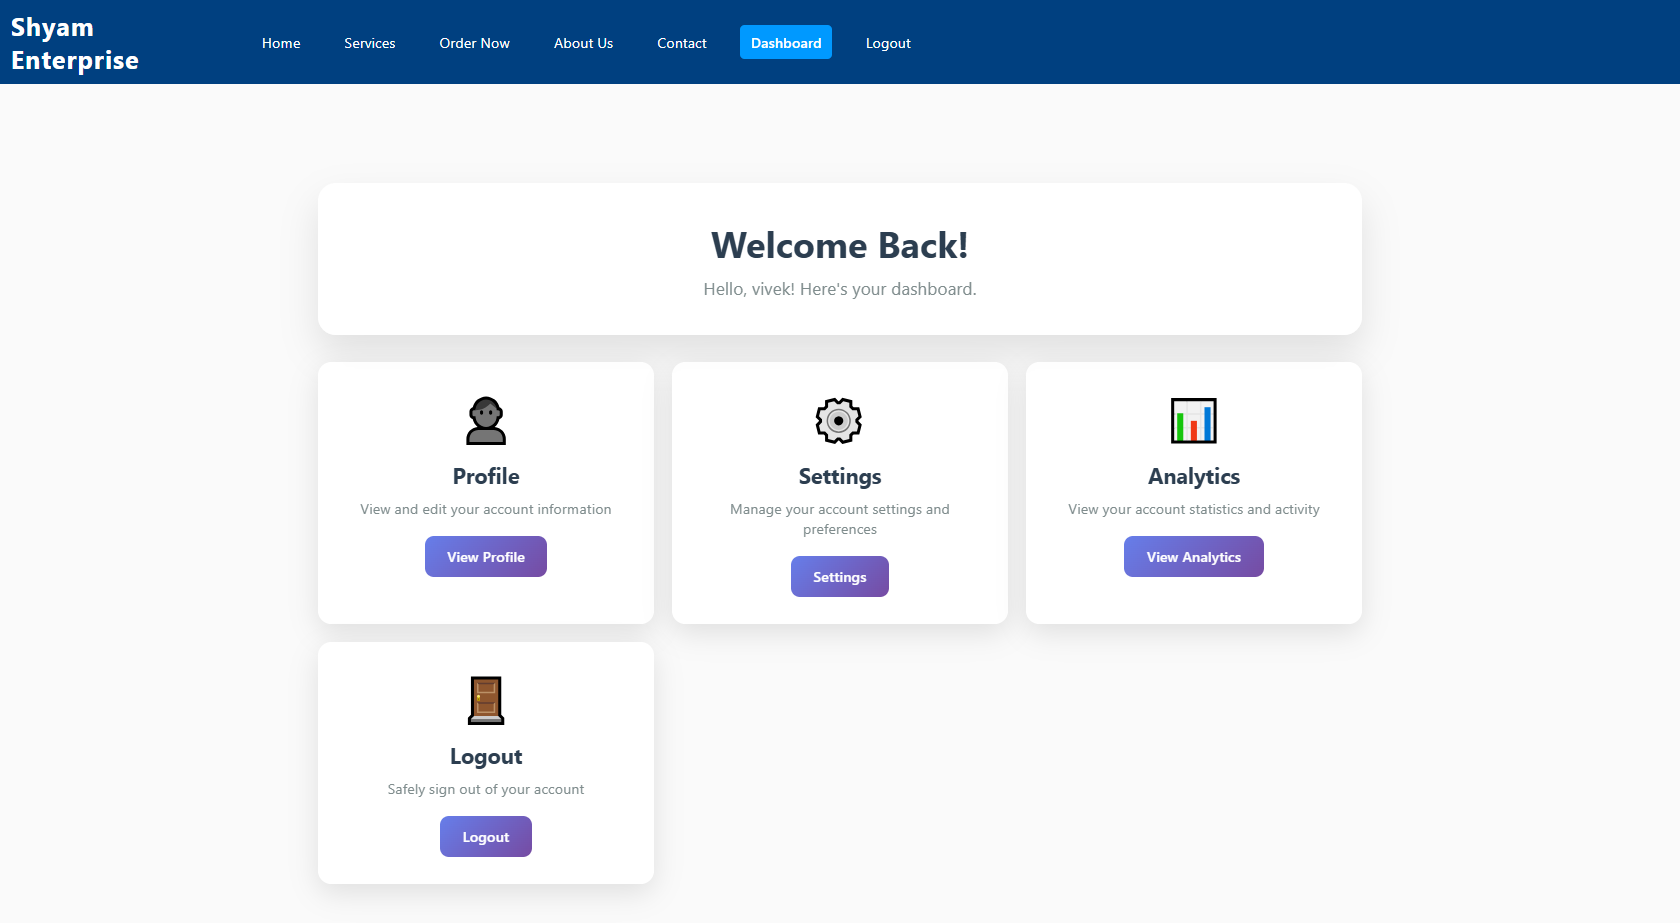 Shyam
Enterprise
Home
Services
Order Now
About Us
Contact
Dashboard
Logout
Welcome Back!
Hello, vivek! Here's your dashboard.
Profile
View and edit your account information
View Profile
Settings
Manage your account settings and
preferences
Settings
Analytics
View your account statistics and activity
View Analytics
Logout
Safely sign out of your account
Logout